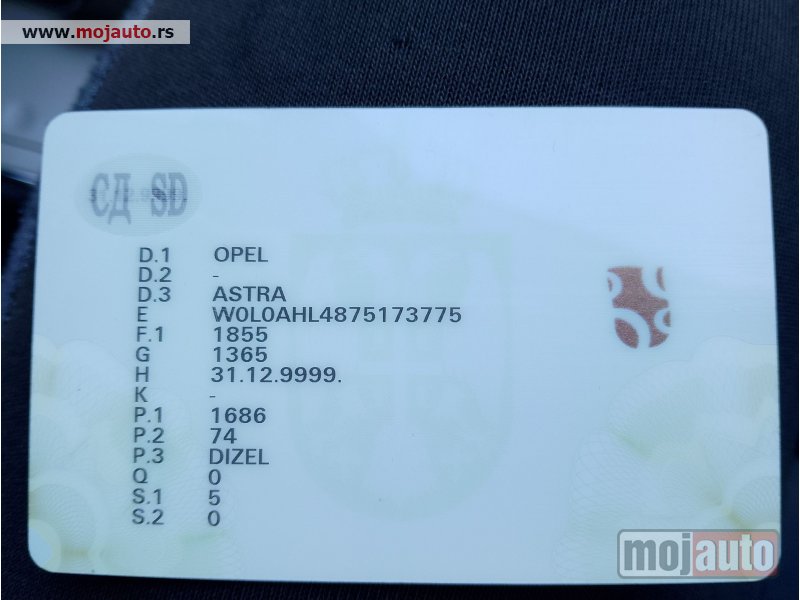 www.mojauto.rs
СД SD
D.1 OPEL
D.2 -
D.3 ASTRA
E W0L0AHL4875173775
F.1 1855
G 1365
H 31.12.9999.
K -
P.1 1686
P.2 74
P.3 DIZEL
Q 0
S.1 5
S.2 0
mojauto